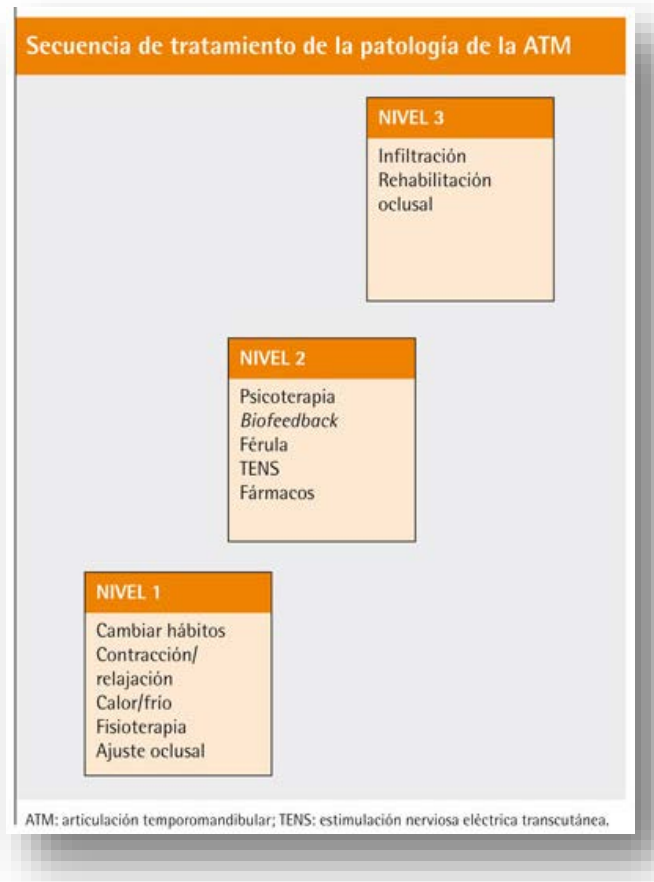 Secuencia de tratamiento de la patología de la ATM
NIVEL 3
Infiltración
Rehabilitación
oclusal
NIVEL 2
Psicoterapia
Biofeedback
Férula
TENS
Fármacos
NIVEL 1
Cambiar hábitos
Contracción/
relajación
Calor/frío
Fisioterapia
Ajuste oclusal
ATM: articulación temporomandibular; TENS: estimulación nerviosa eléctrica transcutánea.